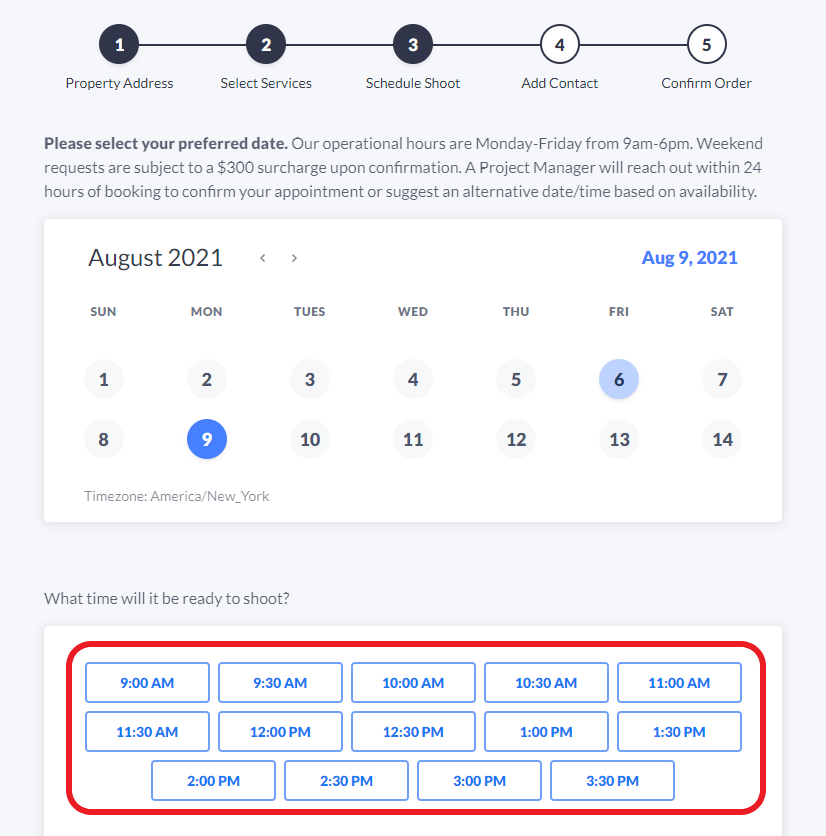 1 2 3 4 5
Property Address Select Services Schedule Shoot Add Contact Confirm Order
Please select your preferred date. Our operational hours are Monday-Friday from 9am-6pm. Weekend
requests are subject to a $300 surcharge upon confirmation. A Project Manager will reach out within 24
hours of booking to confirm your appointment or suggest an alternative date/time based on availability.
August 2021 < > Aug 9, 2021
SUN MON TUES WED THU FRI SAT
1 2 3 4 5 6 7
8 9 10 11 12 13 14
Timezone: America/New_York
What time will it be ready to shoot?
9:00 AM 9:30 AM 10:00 AM 10:30 AM 11:00 AM
11:30 AM 12:00 PM 12:30 PM 1:00 PM 1:30 PM
2:00 PM 2:30 PM 3:00 PM 3:30 PM